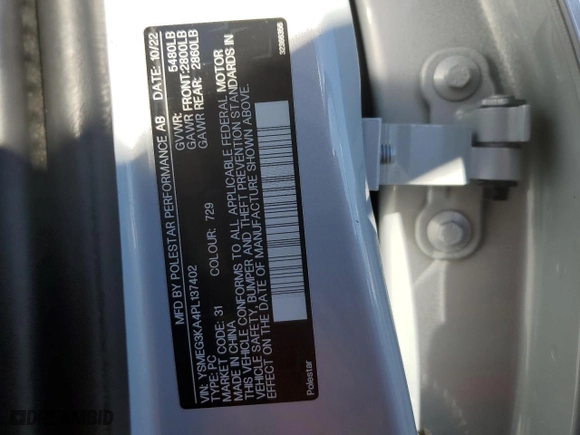 MFD BY POLESTAR PERFORMANCE AB DATE: 10/22
GVWR: 5480LB
GAWR FRONT: 2800LB
GAWR REAR: 2860LB
VIN: YSMEG3KA4PL137402
TYPE: PC
MARKET CODE: 31 COLOUR: 729
MADE IN CHINA
THIS VEHICLE CONFORMS TO ALL APPLICABLE FEDERAL MOTOR
VEHICLE SAFETY, BUMPER AND THEFT PREVENTION STANDARDS IN
EFFECT ON THE DATE OF MANUFACTURE SHOWN ABOVE.
Polestar